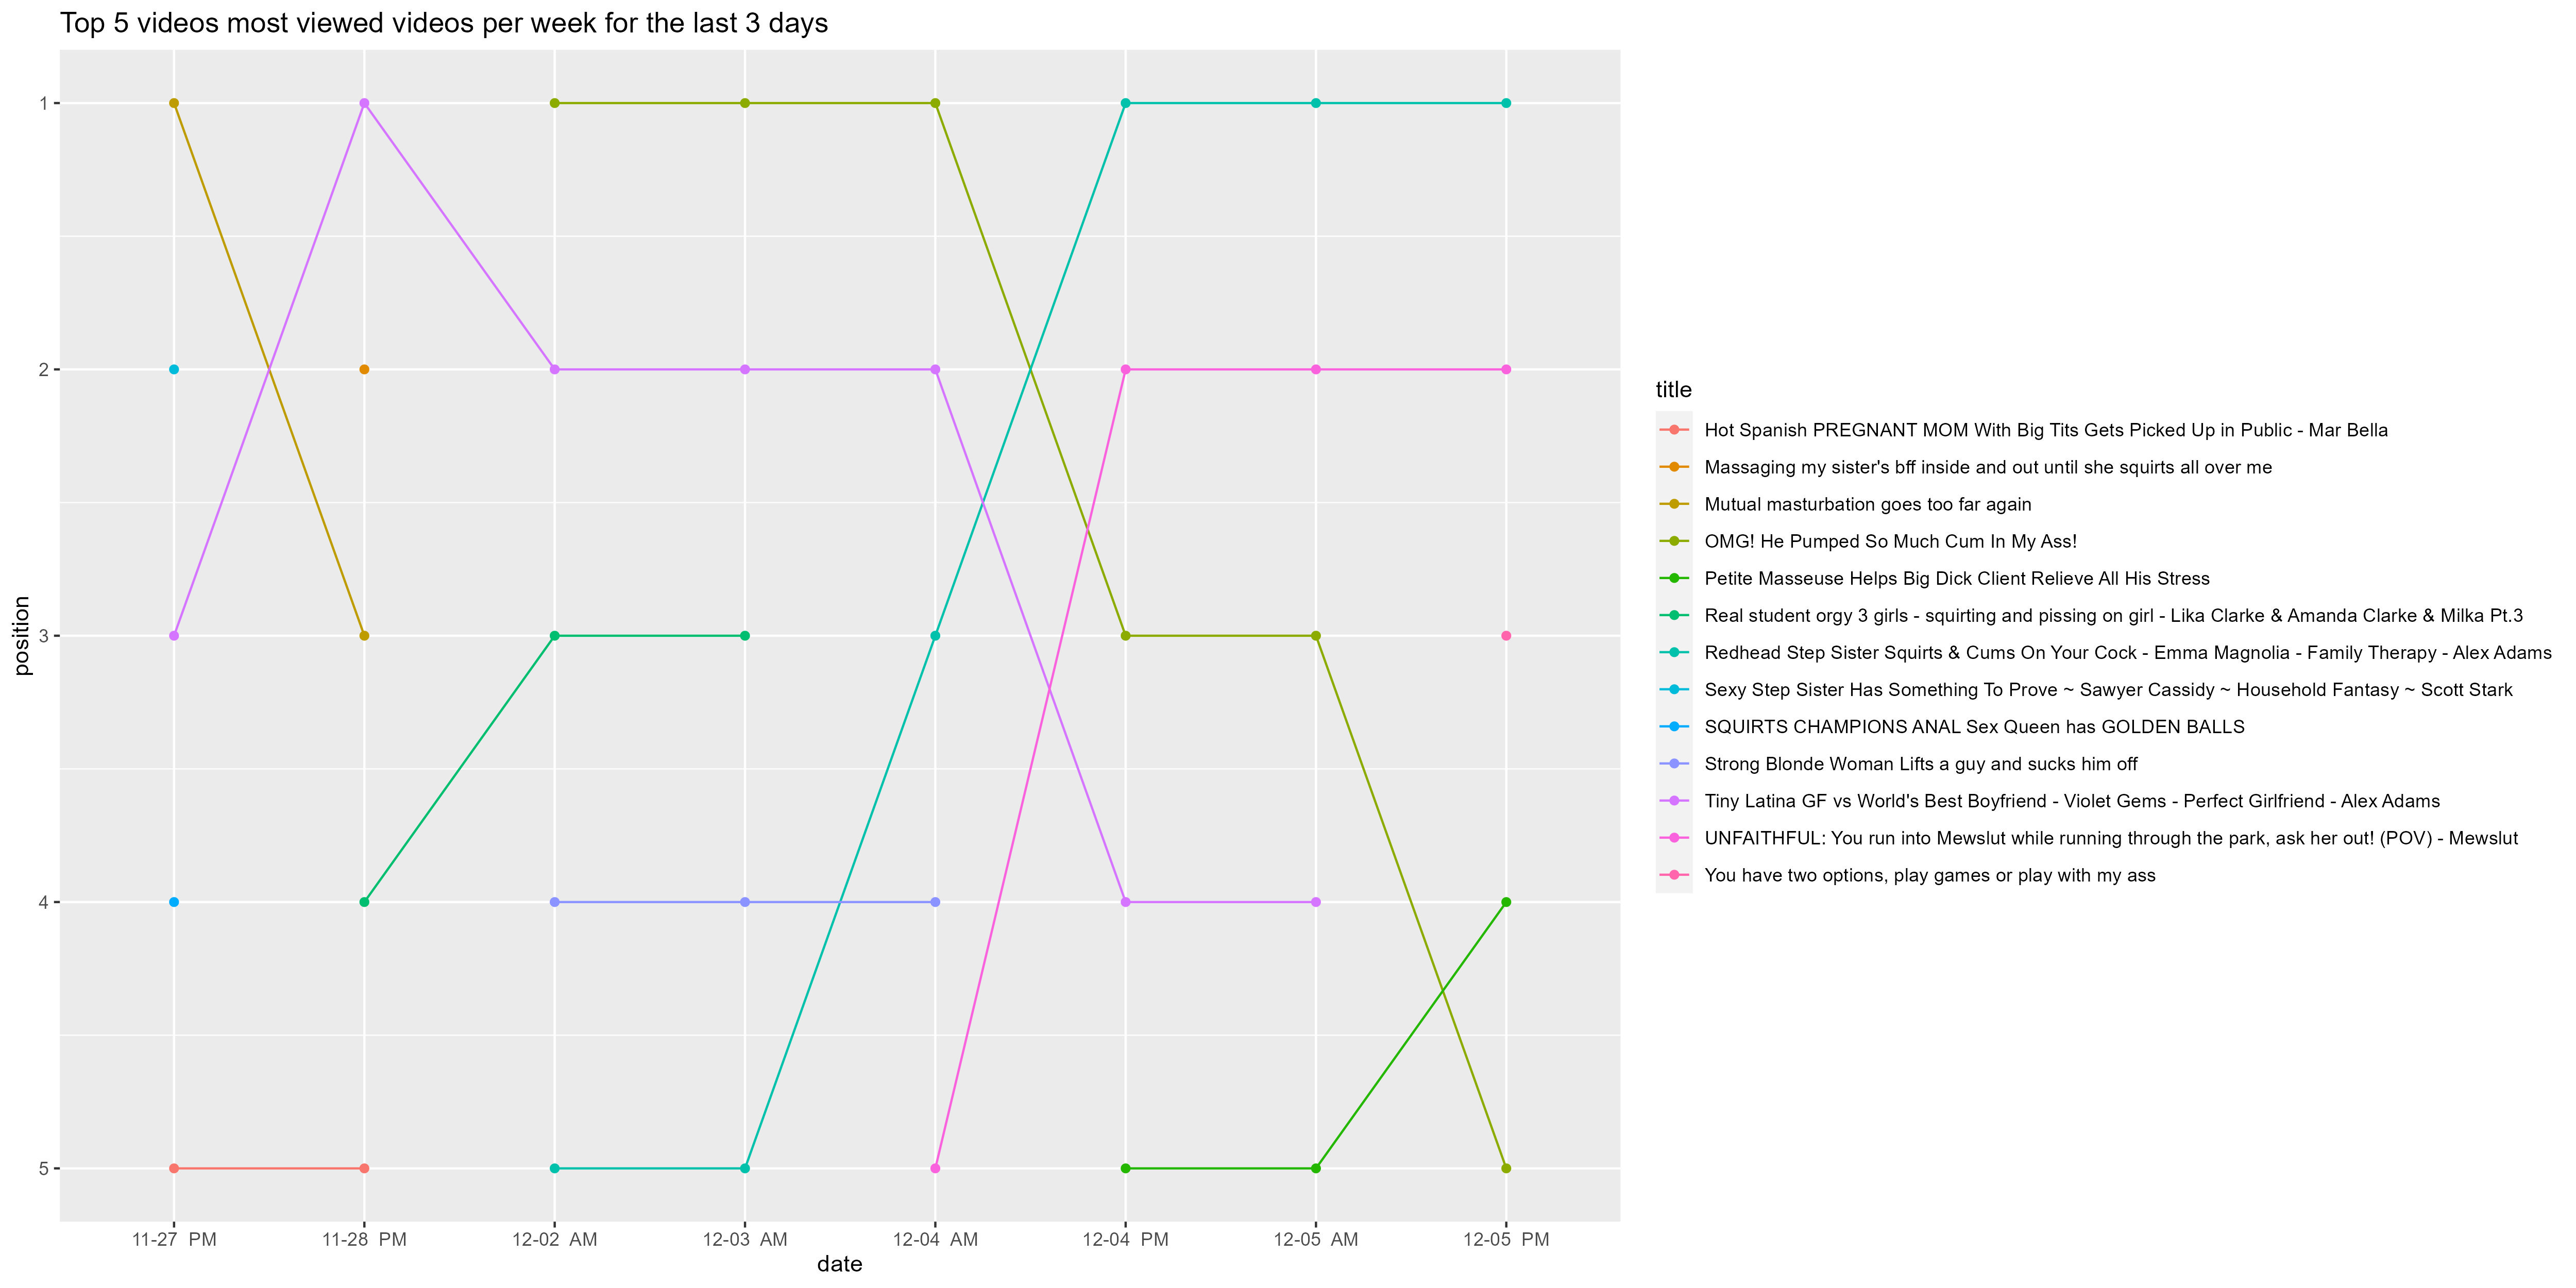 Top 5 videos most viewed videos per week for the last 3 days
position
1
2
3
4
5
11-27 PM
11-28 PM
12-02 AM
12-03 AM
12-04 AM
12-04 PM
12-05 AM
12-05 PM
date
title
Hot Spanish PREGNANT MOM With Big Tits Gets Picked Up in Public - Mar Bella
Massaging my sister's bff inside and out until she squirts all over me
Mutual masturbation goes too far again
OMG! He Pumped So Much Cum In My Ass!
Petite Masseuse Helps Big Dick Client Relieve All His Stress
Real student orgy 3 girls - squirting and pissing on girl - Lika Clarke & Amanda Clarke & Milka Pt.3
Redhead Step Sister Squirts & Cums On Your Cock - Emma Magnolia - Family Therapy - Alex Adams
Sexy Step Sister Has Something To Prove ~ Sawyer Cassidy ~ Household Fantasy ~ Scott Stark
SQUIRTS CHAMPIONS ANAL Sex Queen has GOLDEN BALLS
Strong Blonde Woman Lifts a guy and sucks him off
Tiny Latina GF vs World's Best Boyfriend - Violet Gems - Perfect Girlfriend - Alex Adams
UNFAITHFUL: You run into Mewslut while running through the park, ask her out! (POV) - Mewslut
You have two options, play games or play with my ass